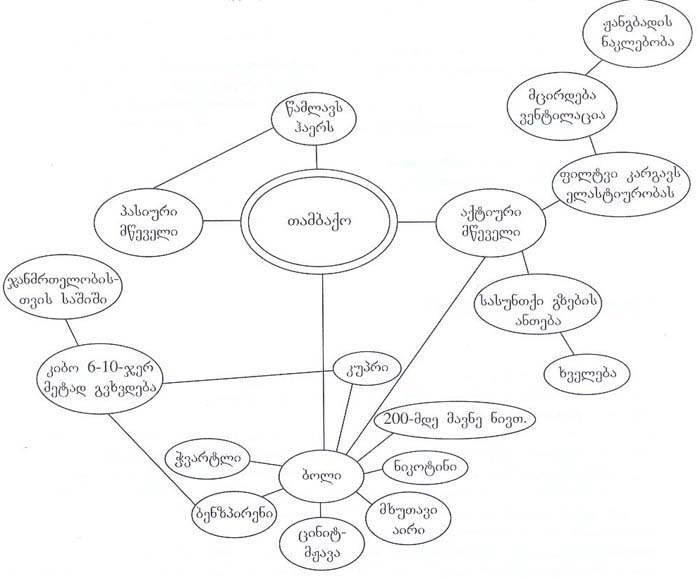 ჟანგბადის
ნაკლებობა
მცირდება
ვენტილაცია
წამლავს
ჰაერს
ფილტვი კარგავს
ელასტიურობას
პასიური
მწეველი
თამბაქო
აქტიური
მწეველი
ჯანმრთელობის-
თვის საშიში
სასუნთქი გზების
ანთება
კიბო 6-10-ჯერ
მეტად გვხვდება
კუპრი
ხველება
200-მდე მავნე ნივთ.
ჭვარტლი
ბოლი
ნიკოტინი
ბენზპირენი
მხუთავი
აირი
ცინიტ-
მჟავა